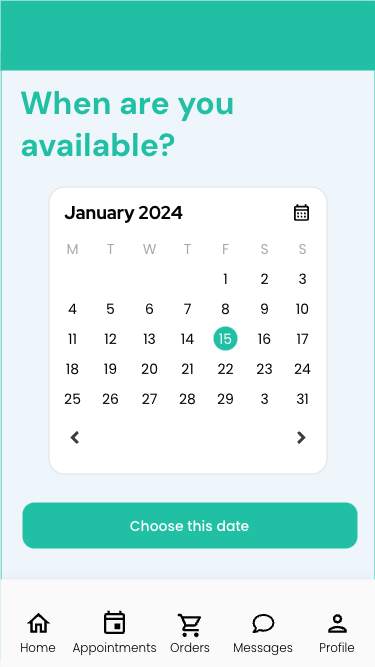 When are you
available?
January 2024
M T W T F S S
1 2 3
4 5 6 7 8 9 10
11 12 13 14 15 16 17
18 19 20 21 22 23 24
25 26 27 28 29 3 31
Choose this date
Home Appointments Orders Messages Profile